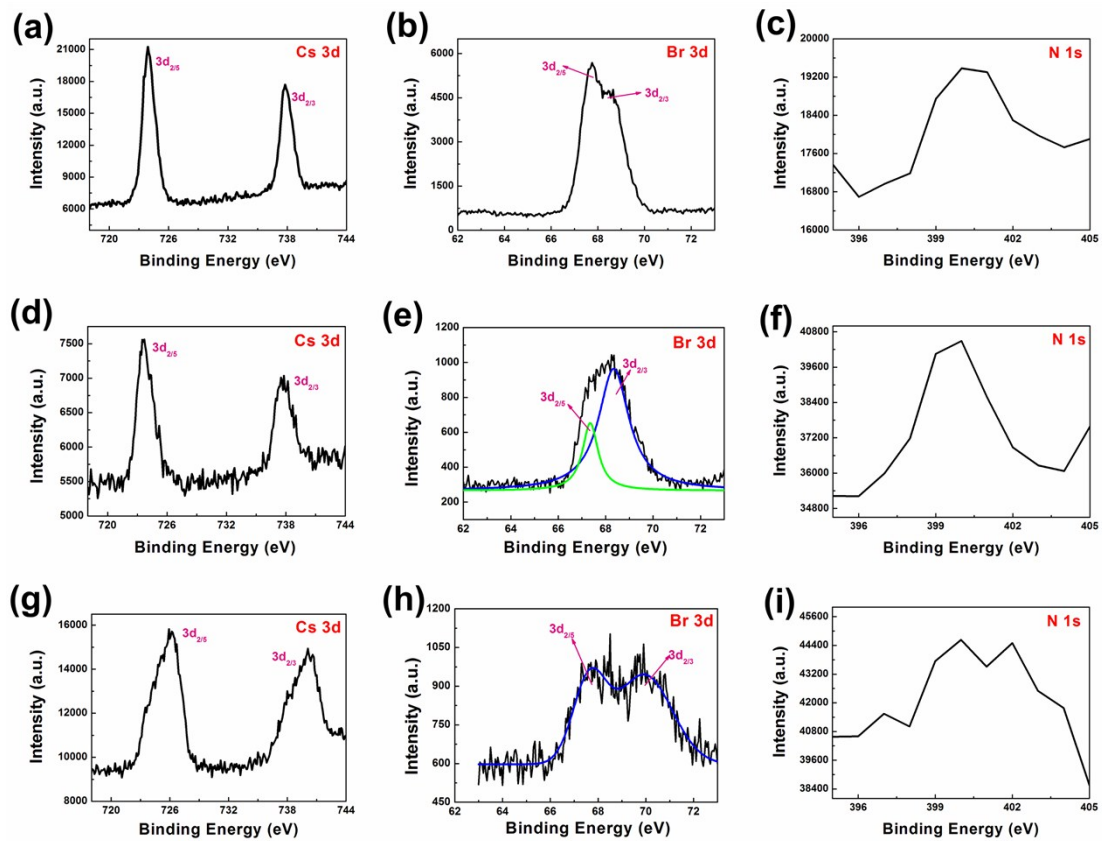 (a)
Cs 3d
3d2/5
3d2/3
21000
18000
15000
12000
9000
6000
720 726 732 738 744
Intensity (a.u.)
Binding Energy (eV)
(b)
Br 3d
3d2/5
3d2/3
6000
4500
3000
1500
0
62 64 66 68 70 72
Intensity (a.u.)
Binding Energy (eV)
(c)
N 1s
20000
19200
18400
17600
16800
16000
396 399 402 405
Intensity (a.u.)
Binding Energy (eV)
(d)
Cs 3d
3d2/5
3d2/3
7500
7000
6500
6000
5500
5000
720 726 732 738 744
Intensity (a.u.)
Binding Energy (eV)
(e)
Br 3d
3d2/3
3d2/5
1200
1000
800
600
400
200
62 64 66 68 70 72
Intensity (a.u.)
Binding Energy (eV)
(f)
N 1s
40800
39600
38400
37200
36000
34800
396 399 402 405
Intensity (a.u.)
Binding Energy (eV)
(g)
Cs 3d
3d2/5
3d2/3
16000
14000
12000
10000
8000
720 726 732 738 744
Intensity (a.u.)
Binding Energy (eV)
(h)
Br 3d
3d2/5
3d2/3
1200
1050
900
750
600
450
62 64 66 68 70 72
Intensity (a.u.)
Binding Energy (eV)
(i)
N 1s
45600
44400
43200
42000
40800
39600
38400
396 399 402 405
Intensity (a.u.)
Binding Energy (eV)